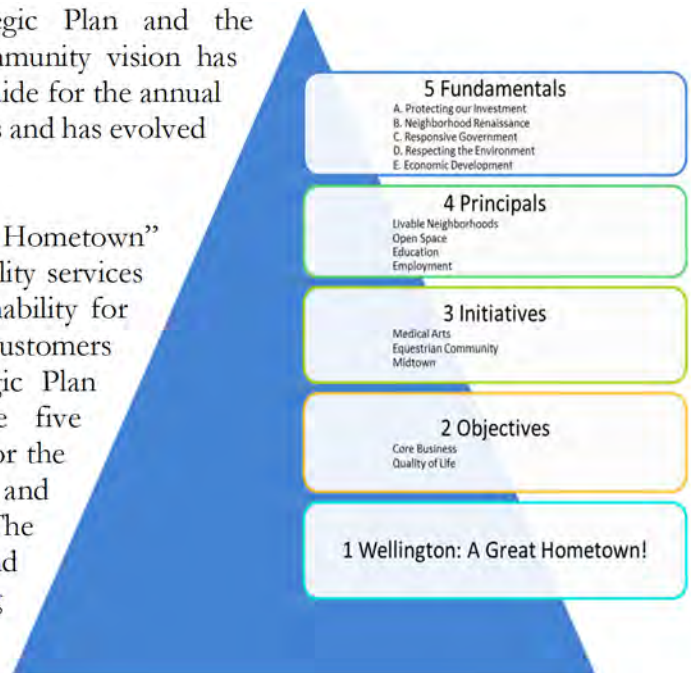 egic Plan and the
munity vision has
ide for the annual
s and has evolved
Hometown”
lity services
ability for
ustomers
gic Plan
e five
or the
and
The
nd
g
5 Fundamentals
A. Protecting our Investment
B. Neighborhood Renaissance
C. Responsive Government
D. Respecting the Environment
E. Economic Development
4 Principals
Livable Neighborhoods
Open Space
Education
Employment
3 Initiatives
Medical Arts
Equestrian Community
Midtown
2 Objectives
Core Business
Quality of Life
1 Wellington: A Great Hometown!